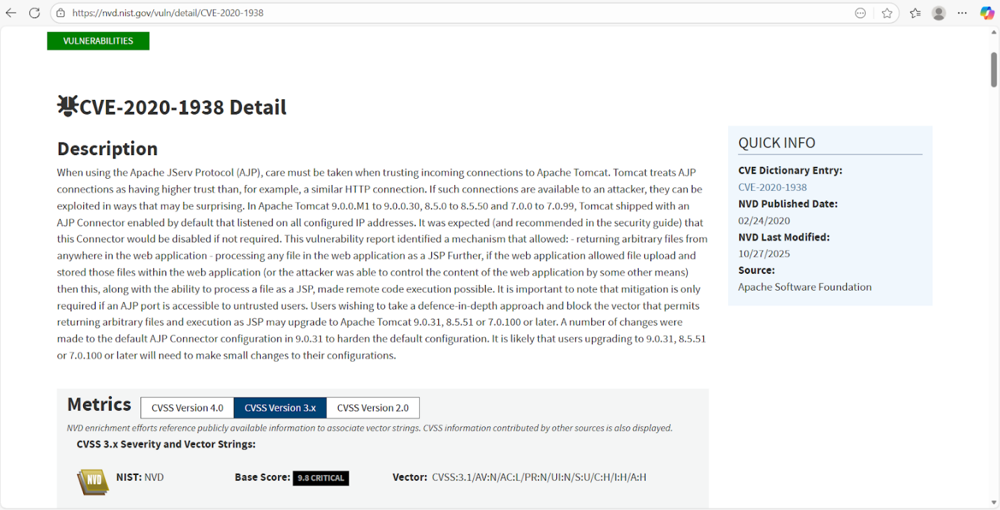 https://nvd.nist.gov/vuln/detail/CVE-2020-1938
VULNERABILITIES
CVE-2020-1938 Detail
Description
When using the Apache JServ Protocol (AJP), care must be taken when trusting incoming connections to Apache Tomcat. Tomcat treats AJP
connections as having higher trust than, for example, a similar HTTP connection. If such connections are available to an attacker, they can be
exploited in ways that may be surprising. In Apache Tomcat 9.0.0.M1 to 9.0.0.30, 8.5.0 to 8.5.50 and 7.0.0 to 7.0.99, Tomcat shipped with an
AJP Connector enabled by default that listened on all configured IP addresses. It was expected (and recommended in the security guide) that
this Connector would be disabled if not required. This vulnerability report identified a mechanism that allowed: - returning arbitrary files from
anywhere in the web application - processing any file in the web application as a JSP Further, if the web application allowed file upload and
stored those files within the web application (or the attacker was able to control the content of the web application by some other means)
then this, along with the ability to process a file as a JSP, made remote code execution possible. It is important to note that mitigation is only
required if an AJP port is accessible to untrusted users. Users wishing to take a defence-in-depth approach and block the vector that permits
returning arbitrary files and execution as JSP may upgrade to Apache Tomcat 9.0.31, 8.5.51 or 7.0.100 or later. A number of changes were
made to the default AJP Connector configuration in 9.0.31 to harden the default configuration. It is likely that users upgrading to 9.0.31, 8.5.51
or 7.0.100 or later will need to make small changes to their configurations.
QUICK INFO
CVE Dictionary Entry:
CVE-2020-1938
NVD Published Date:
02/24/2020
NVD Last Modified:
10/27/2025
Source:
Apache Software Foundation
Metrics
CVSS Version 4.0
CVSS Version 3.x
CVSS Version 2.0
NVD enrichment efforts reference publicly available information to associate vector strings. CVSS information contributed by other sources is also displayed.
CVSS 3.x Severity and Vector Strings:
NVD
NIST: NVD
Base Score: 9.8 CRITICAL
Vector: CVSS:3.1/AV:N/AC:L/PR:N/UI:N/S:U/C:H/I:H/A:H